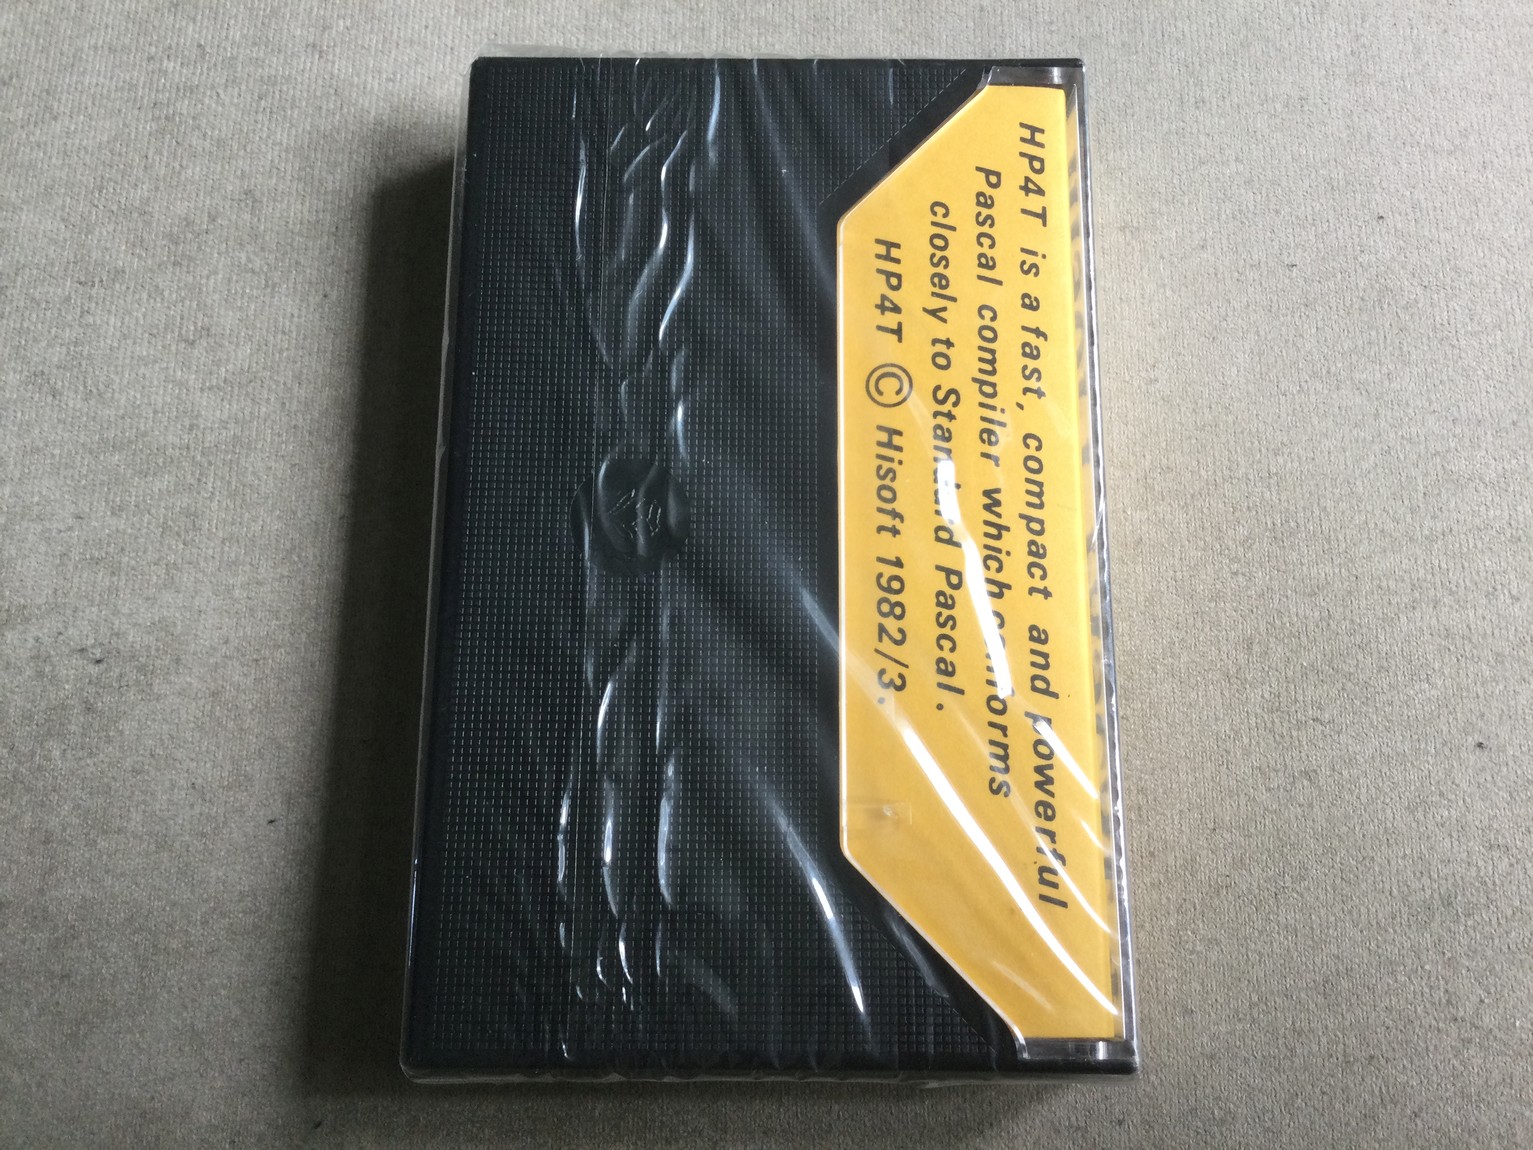 HP4T is a fast, compact and powerful
Pascal compiler which conforms
closely to Standard Pascal.
HP4T © Hisoft 1982/3.